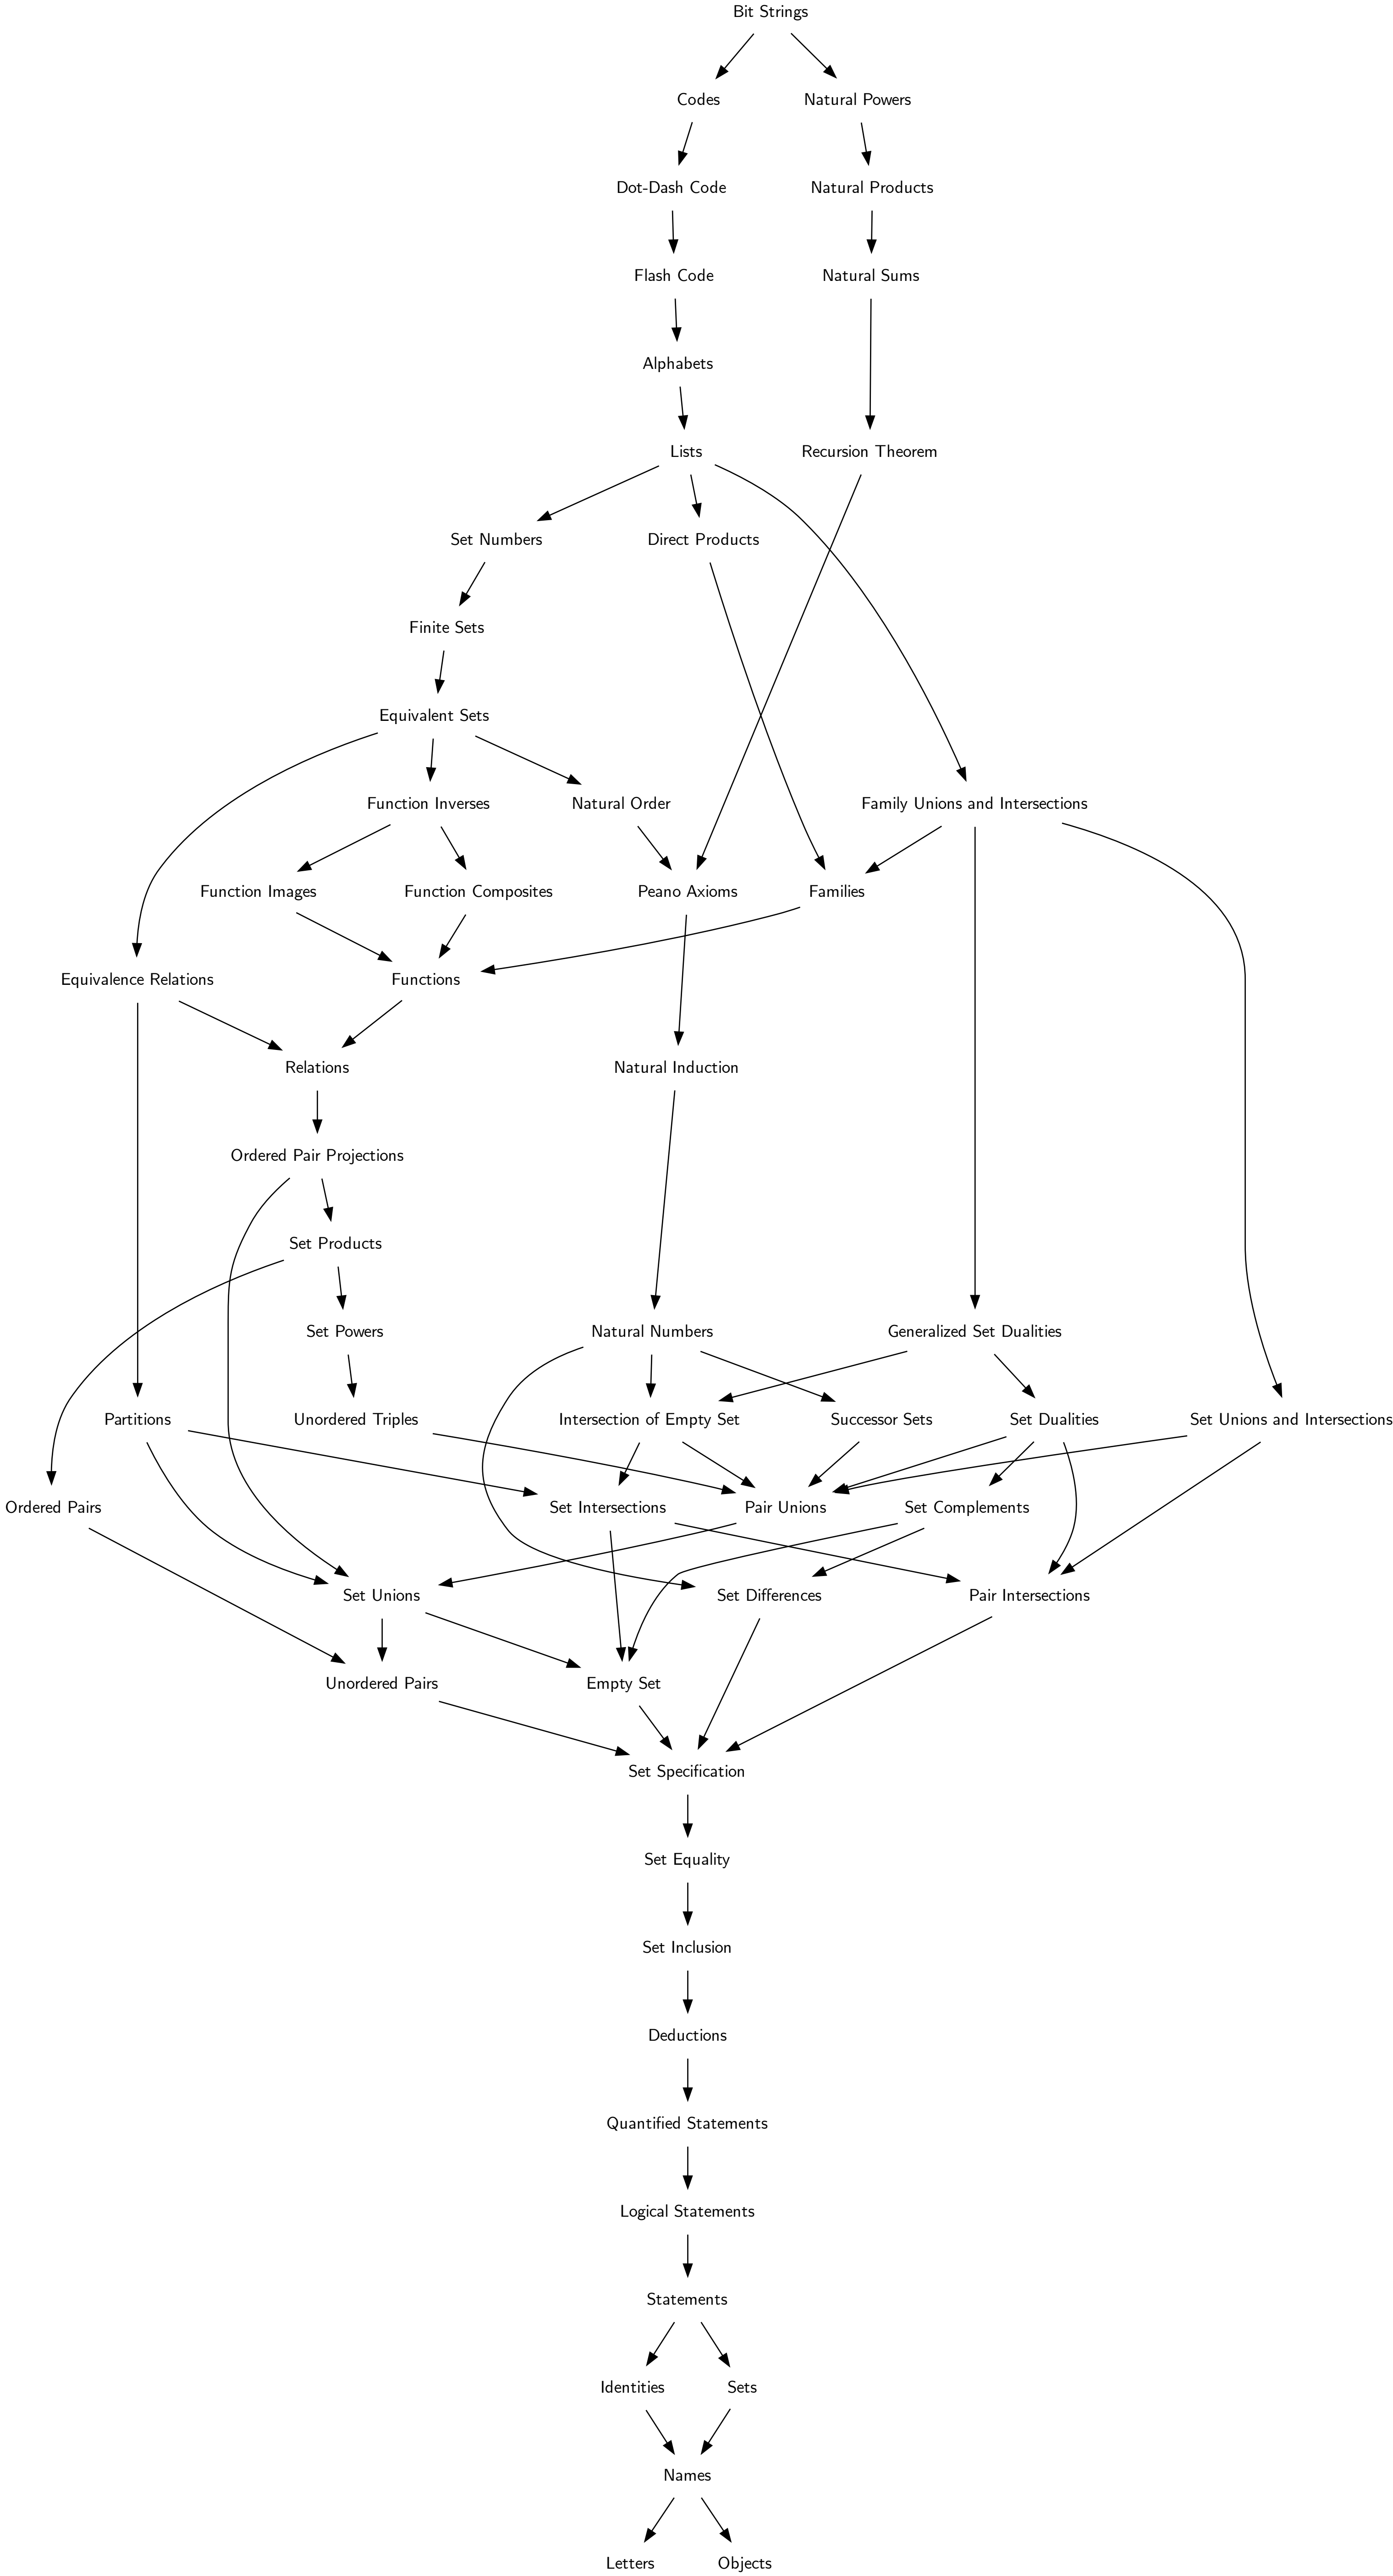 Bit Strings
Codes
Natural Powers
Dot-Dash Code
Natural Products
Flash Code
Natural Sums
Alphabets
Lists
Recursion Theorem
Set Numbers
Direct Products
Finite Sets
Equivalent Sets
Function Inverses
Natural Order
Family Unions and Intersections
Function Images
Function Composites
Peano Axioms
Families
Equivalence Relations
Functions
Relations
Natural Induction
Ordered Pair Projections
Set Products
Set Powers
Natural Numbers
Generalized Set Dualities
Partitions
Unordered Triples
Intersection of Empty Set
Successor Sets
Set Dualities
Set Unions and Intersections
Ordered Pairs
Set Intersections
Pair Unions
Set Complements
Set Unions
Set Differences
Pair Intersections
Unordered Pairs
Empty Set
Set Specification
Set Equality
Set Inclusion
Deductions
Quantified Statements
Logical Statements
Statements
Identities
Sets
Names
Letters
Objects